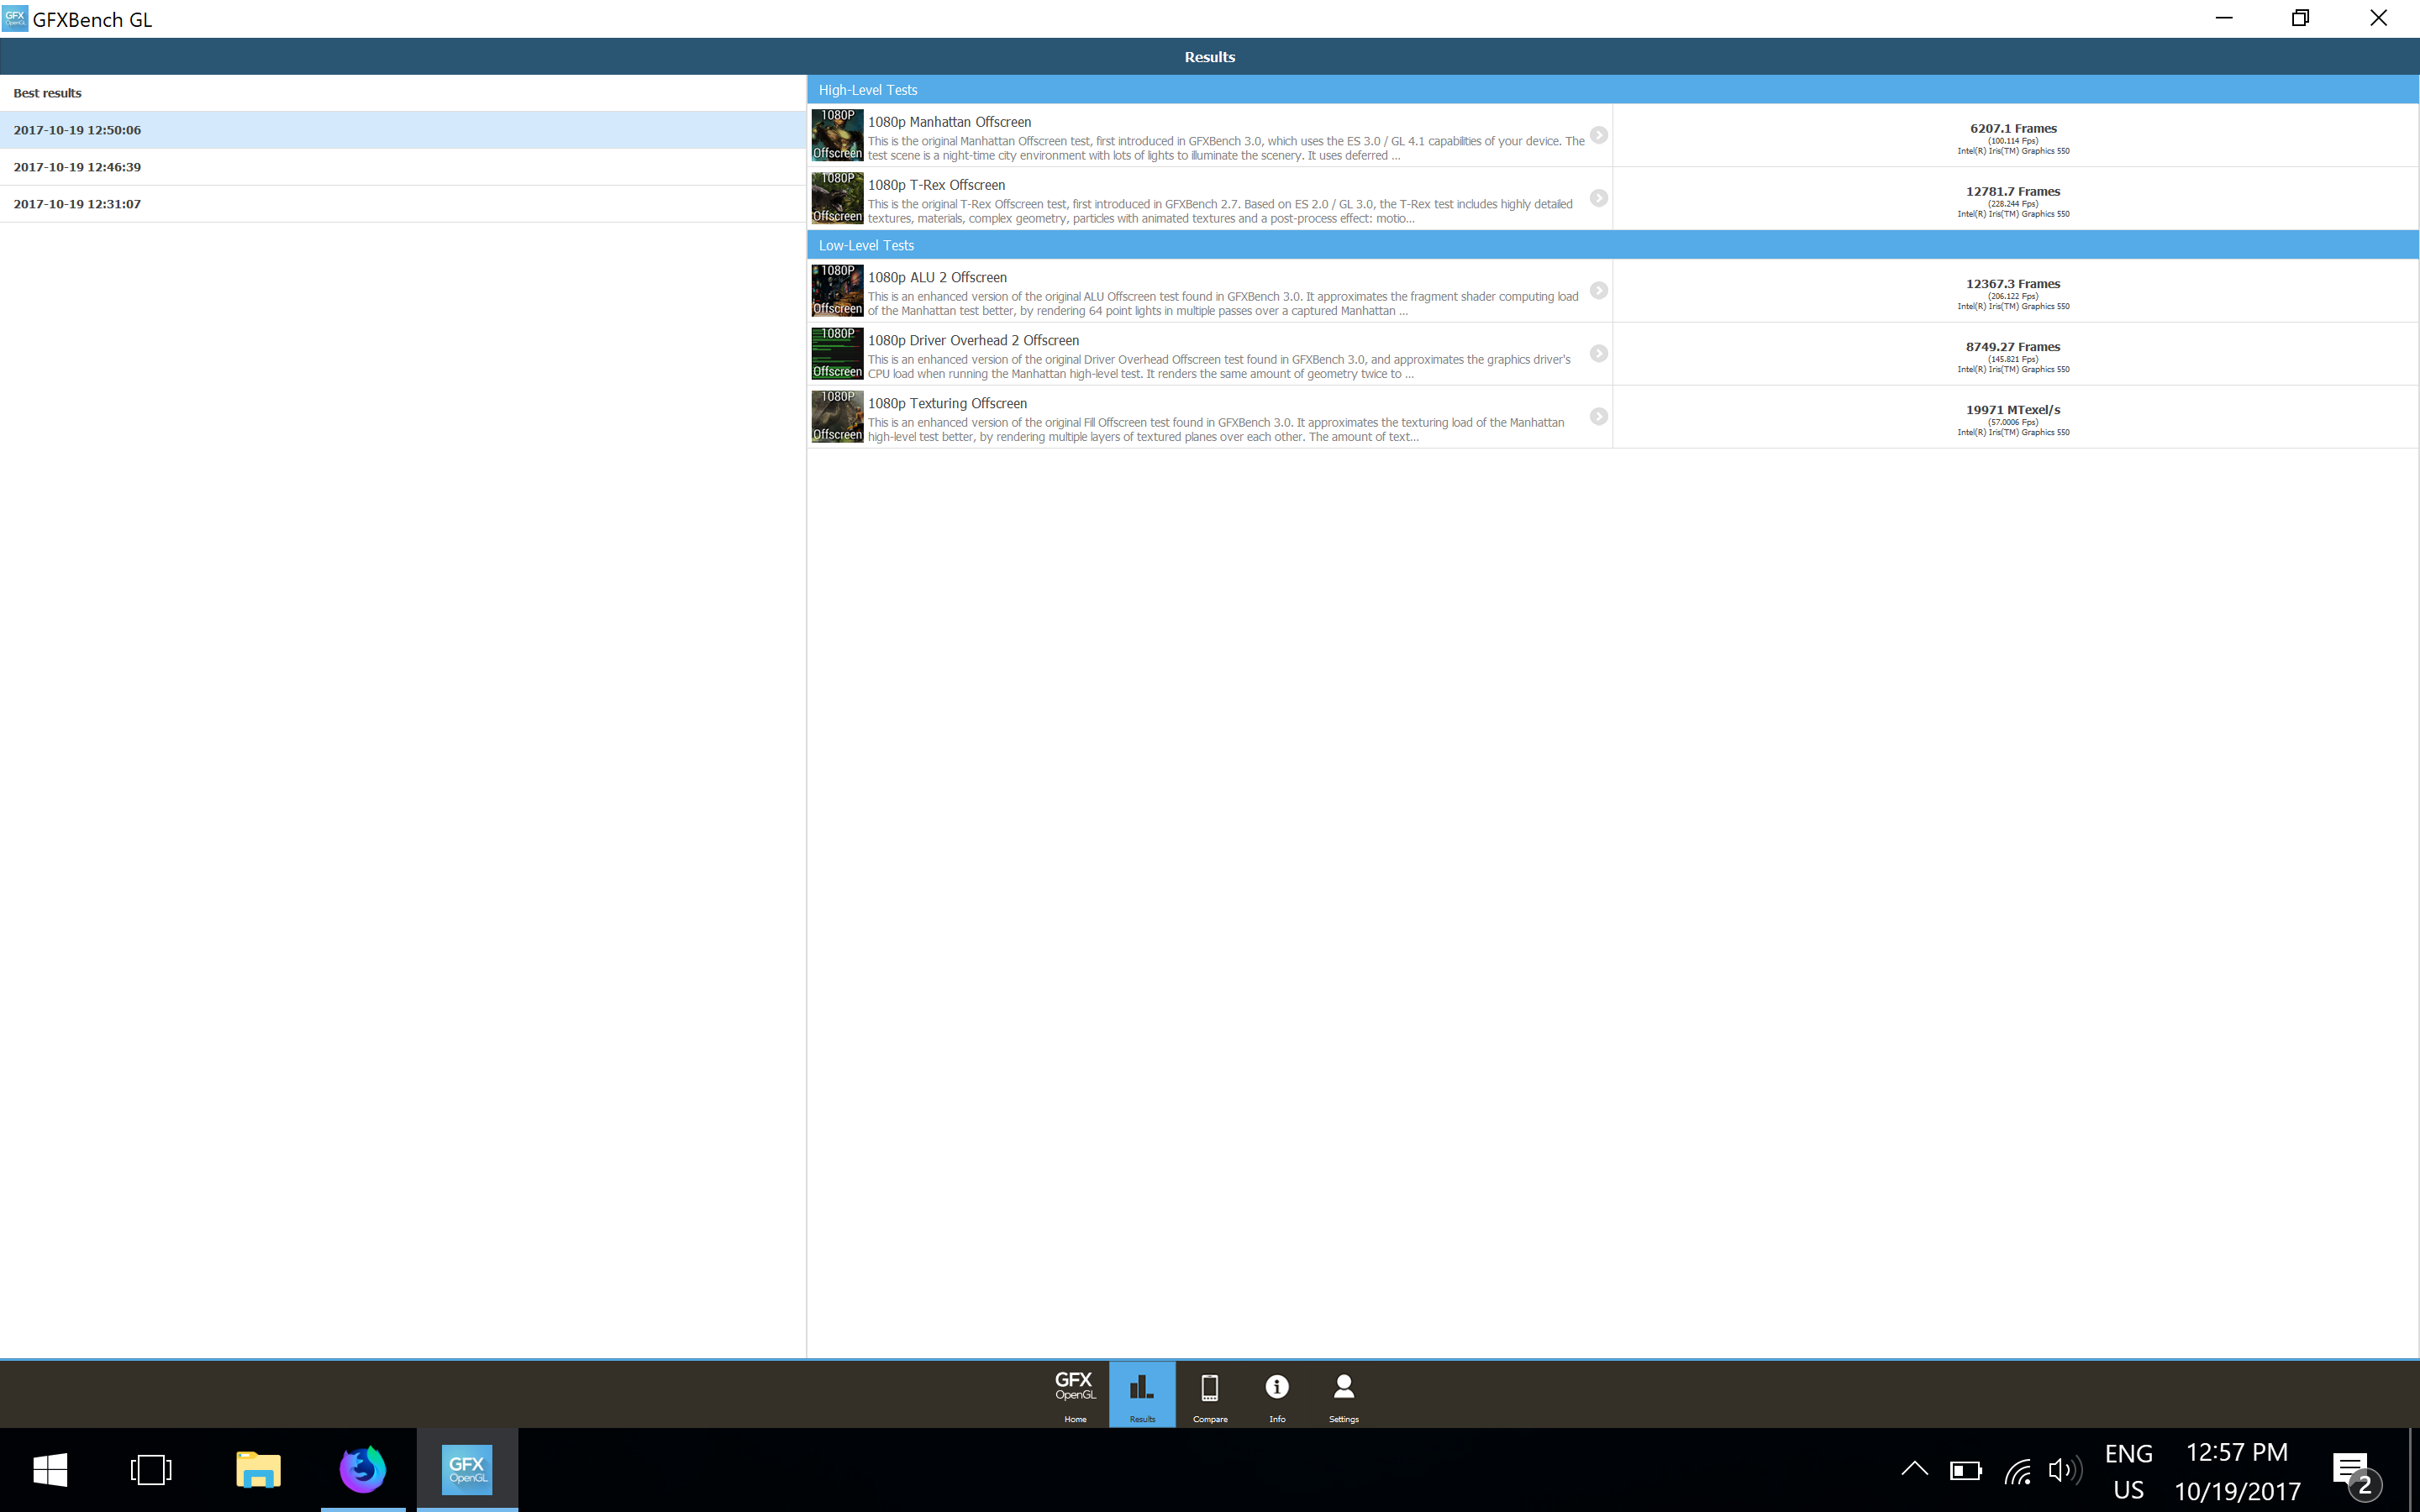 GFX
OpenGL
GFXBench GL
Results
Best results
2017-10-19 12:50:06
2017-10-19 12:46:39
2017-10-19 12:31:07
High-Level Tests
1080P
Offscreen
1080p Manhattan Offscreen
This is the original Manhattan Offscreen test, first introduced in GFXBench 3.0, which uses the ES 3.0 / GL 4.1 capabilities of your device. The
test scene is a night-time city environment with lots of lights to illuminate the scenery. It uses deferred ...
6207.1 Frames
(100.114 Fps)
Intel(R) Iris(TM) Graphics 550
1080P
Offscreen
1080p T-Rex Offscreen
This is the original T-Rex Offscreen test, first introduced in GFXBench 2.7. Based on ES 2.0 / GL 3.0, the T-Rex test includes highly detailed
textures, materials, complex geometry, particles with animated textures and a post-process effect: motio...
12781.7 Frames
(228.244 Fps)
Intel(R) Iris(TM) Graphics 550
Low-Level Tests
1080P
Offscreen
1080p ALU 2 Offscreen
This is an enhanced version of the original ALU Offscreen test found in GFXBench 3.0. It approximates the fragment shader computing load
of the Manhattan test better, by rendering 64 point lights in multiple passes over a captured Manhattan ...
12367.3 Frames
(206.122 Fps)
Intel(R) Iris(TM) Graphics 550
1080P
Offscreen
1080p Driver Overhead 2 Offscreen
This is an enhanced version of the original Driver Overhead Offscreen test found in GFXBench 3.0, and approximates the graphics driver's
CPU load when running the Manhattan high-level test. It renders the same amount of geometry twice to ...
8749.27 Frames
(145.821 Fps)
Intel(R) Iris(TM) Graphics 550
1080P
Offscreen
1080p Texturing Offscreen
This is an enhanced version of the original Fill Offscreen test found in GFXBench 3.0. It approximates the texturing load of the Manhattan
high-level test better, by rendering multiple layers of textured planes over each other. The amount of text...
19971 MTexel/s
(57.0006 Fps)
Intel(R) Iris(TM) Graphics 550
GFX
OpenGL
Home
Results
Compare
Info
Settings
GFX
OpenGL
ENG
US
12:57 PM
10/19/2017
2